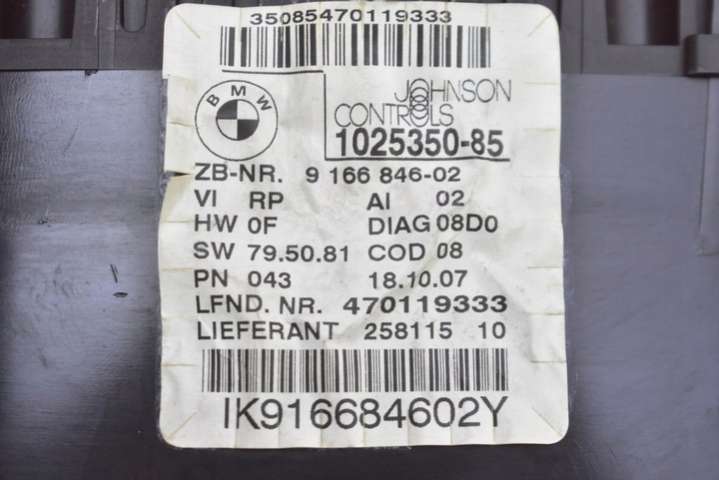 35085470119333
BMW
JOHNSON
CONTROLS
1025350-85
ZB-NR. 9 166 846-02
VI RP AI 02
HW 0F DIAG 08D0
SW 79.50.81 COD 08
PN 043 18.10.07
LFND. NR. 470119333
LIEFERANT 258115 10
IK916684602Y